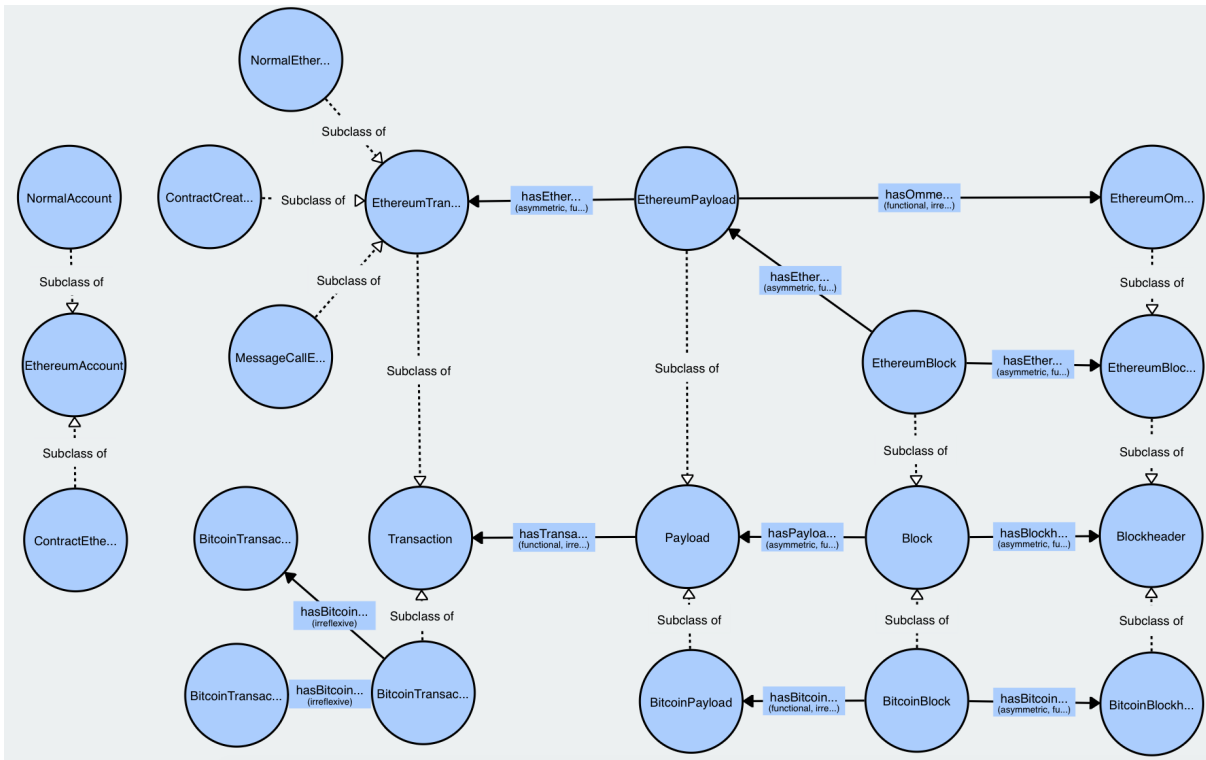 NormalEther...
Subclass of
NormalAccount
ContractCreat...
Subclass of
EthereumTran...
hasEther...
(asymmetric, fu...)
EthereumPayload
hasOmme...
(functional, irre...)
EthereumOm...
Subclass of
Subclass of
hasEther...
(asymmetric, fu...)
Subclass of
EthereumAccount
MessageCallE...
Subclass of
Subclass of
EthereumBlock
hasEther...
(asymmetric, fu...)
EthereumBloc...
Subclass of
Subclass of
Subclass of
ContractEthe...
BitcoinTransac...
Transaction
hasTransa...
(functional, irre...)
Payload
hasPayloa...
(asymmetric, fu...)
Block
hasBlockh...
(asymmetric, fu...)
Blockheader
hasBitcoin...
(irreflexive)
Subclass of
Subclass of
Subclass of
Subclass of
BitcoinTransac...
hasBitcoin...
(irreflexive)
BitcoinTransac...
BitcoinPayload
hasBitcoin...
(functional, irre...)
BitcoinBlock
hasBitcoin...
(asymmetric, fu...)
BitcoinBlockh...